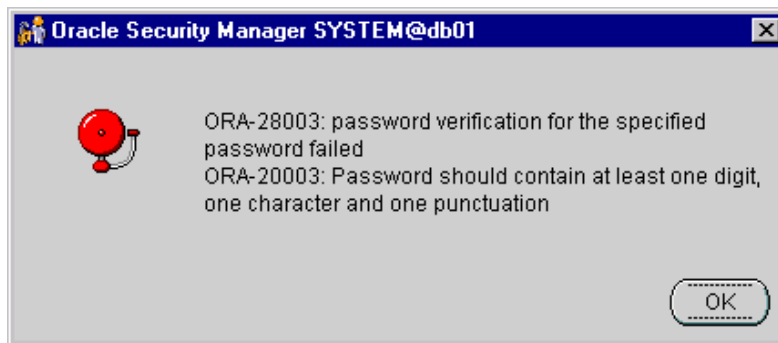 Oracle Security Manager SYSTEM@db01
ORA-28003: password verification for the specified
password failed
ORA-20003: Password should contain at least one digit,
one character and one punctuation
OK